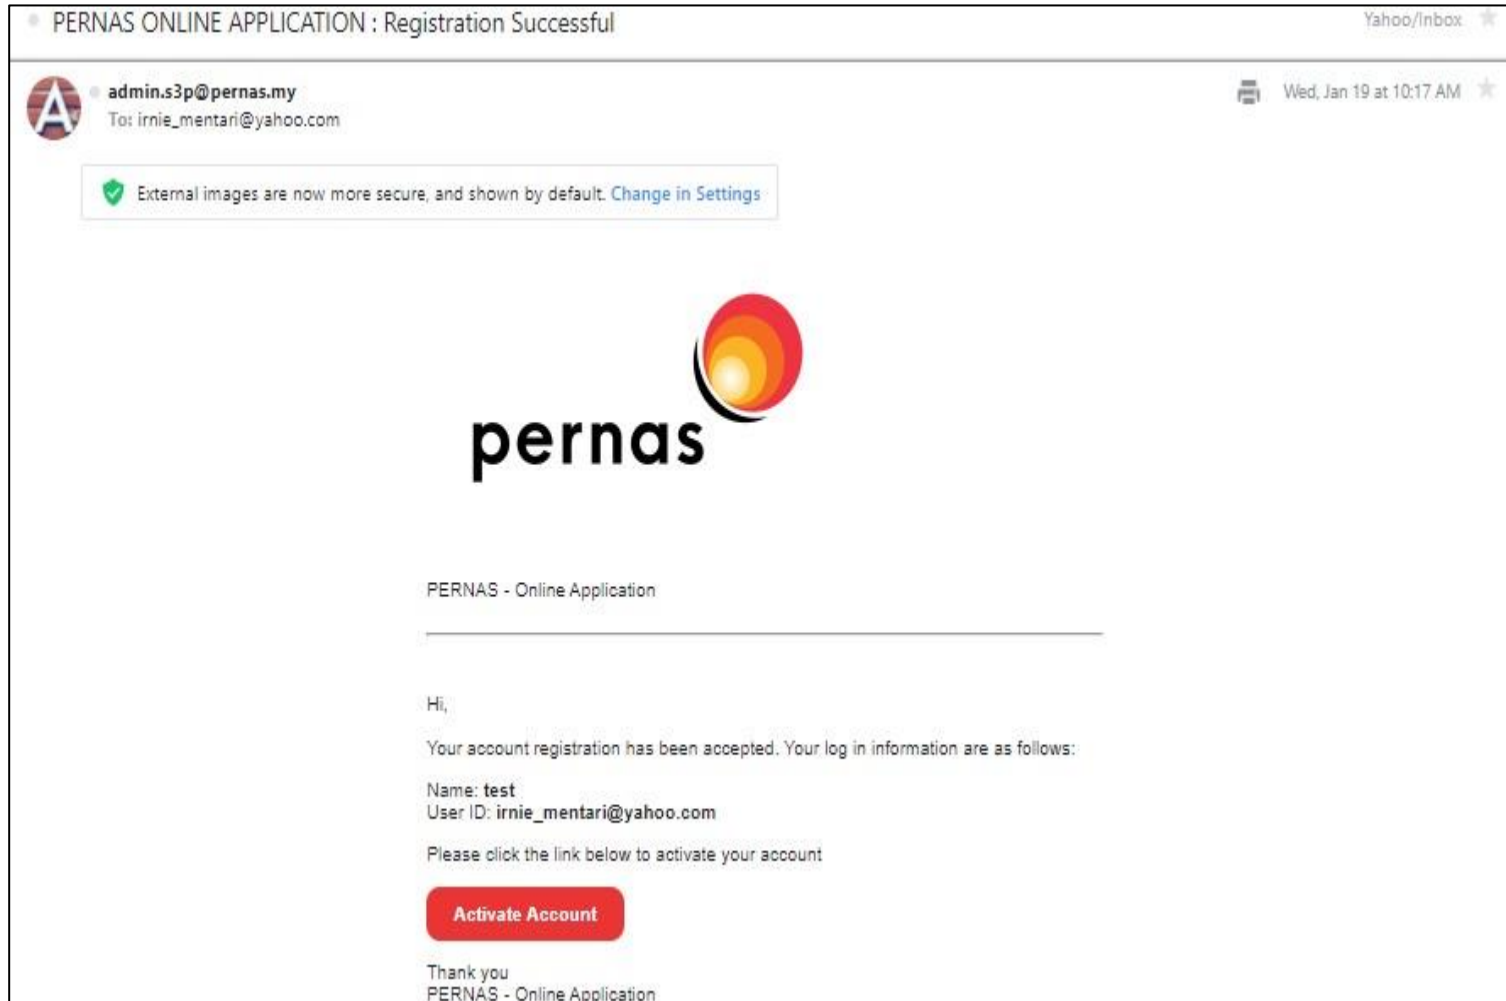 PERNAS ONLINE APPLICATION : Registration Successful
Yahoo/Inbox
A
admin.s3p@pernas.my
Wed, Jan 19 at 10:17 AM
To: irnie_mentari@yahoo.com
External images are now more secure, and shown by default. Change in Settings
pernas
PERNAS - Online Application
Hi,
Your account registration has been accepted. Your log in information are as follows:
Name: test
User ID: irnie_mentari@yahoo.com
Please click the link below to activate your account
Activate Account
Thank you
PERNAS - Online Application